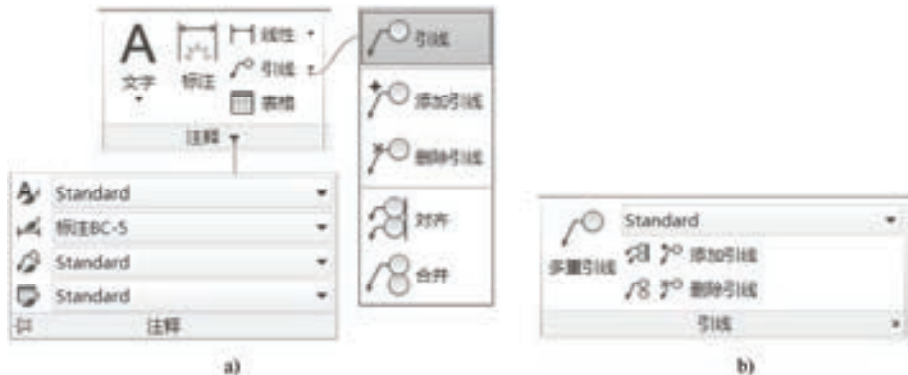 A
文字
标注
线性
引线
表格
注释
引线
添加引线
删除引线
对齐
合并
Standard
标注BC-5
Standard
Standard
注释
a)
多重引线
Standard
添加引线
删除引线
引线
b)